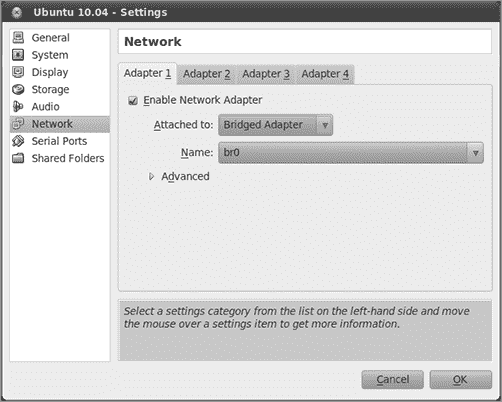 Ubuntu 10.04 - Settings
General
System
Display
Storage
Audio
Network
Serial Ports
Shared Folders
Network
Adapter 1 Adapter 2 Adapter 3 Adapter 4
Enable Network Adapter
Attached to: Bridged Adapter
Name: br0
Advanced
Select a settings category from the list on the left-hand side and move
the mouse over a settings item to get more information.
Cancel OK